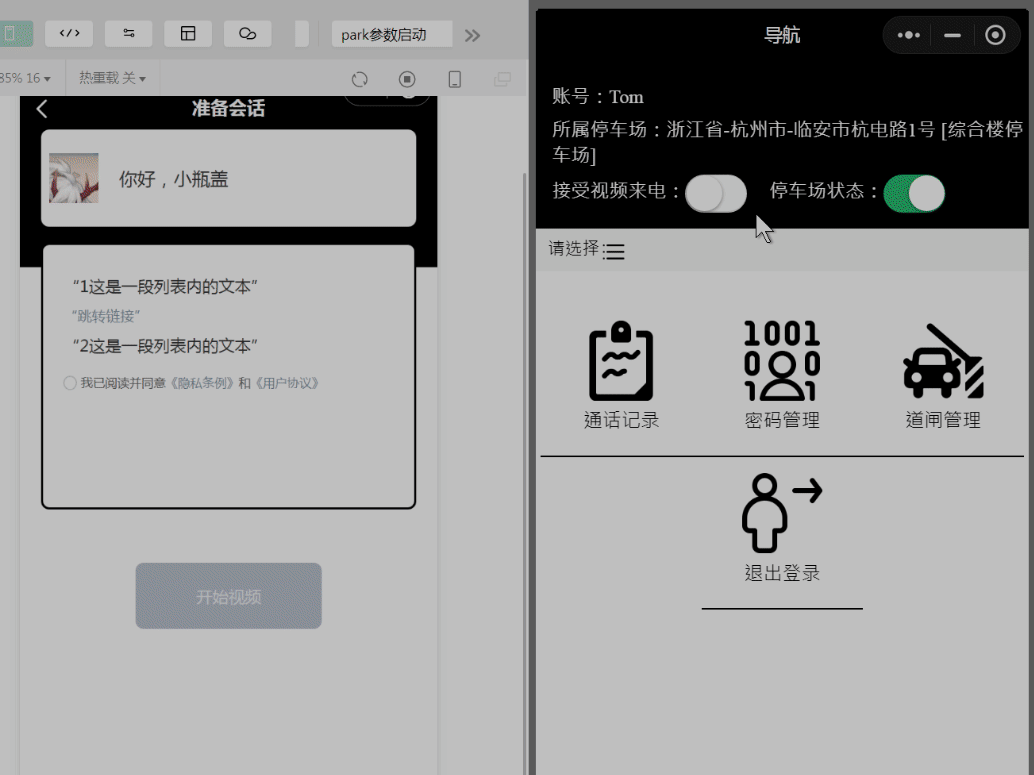 park参数启动
85% 16
热重载 关
准备会话
你好，小瓶盖
“1这是一段列表内的文本”
“跳转链接”
“2这是一段列表内的文本”
我已阅读并同意《隐私条例》和《用户协议》
开始视频
导航
账号：Tom
所属停车场：浙江省-杭州市-临安市杭电路1号 [综合楼停
车场]
接受视频来电： 停车场状态：
请选择
1001
0 0
1 1
通话记录 密码管理 道闸管理
退出登录